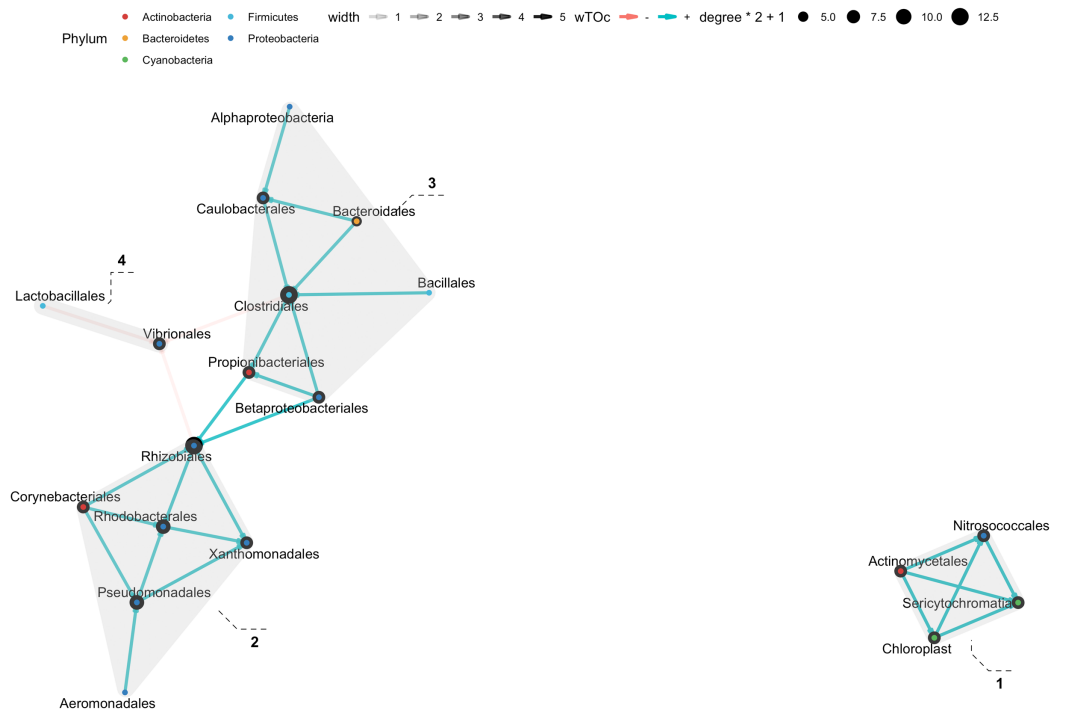 Actinobacteria Firmicutes width 1 2 3 4 5 wTOc - + degree * 2 + 1 5.0 7.5 10.0 12.5
Phylum Bacteroidetes Proteobacteria
Cyanobacteria
Alphaproteobacteria
3
Caulobacterales Bacteroidales
4
Bacillales
Lactobacillales
Clostridiales
Vibrionales
Propionibacteriales
Betaproteobacteriales
Rhizobiales
Corynebacteriales
Rhodobacterales
Nitrosococcales
Xanthomonadales
Actinomycetales
Pseudomonadales
Sericytochromatia
2
Chloroplast
1
Aeromonadales